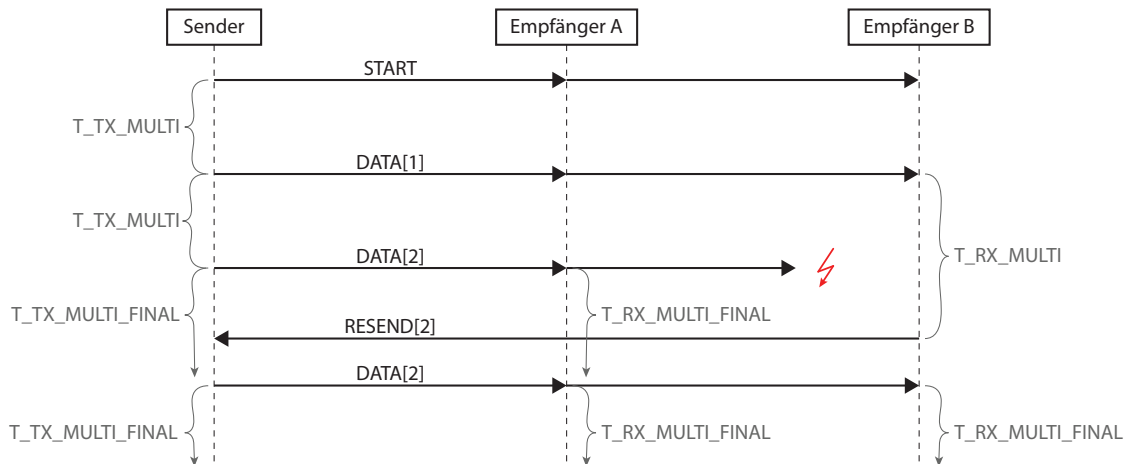 Sender
Empfänger A
Empfänger B
START
T_TX_MULTI
DATA[1]
T_TX_MULTI
DATA[2]
T_RX_MULTI
T_TX_MULTI_FINAL
T_RX_MULTI_FINAL
RESEND[2]
DATA[2]
T_TX_MULTI_FINAL
T_RX_MULTI_FINAL
T_RX_MULTI_FINAL